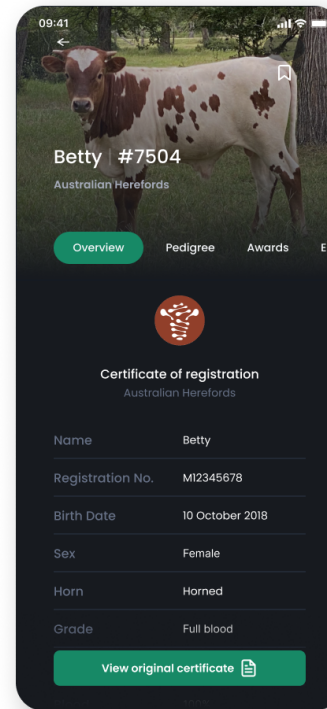 09:41
Betty | #7504
Australian Herefords
Overview Pedigree Awards E
Certificate of registration
Australian Herefords
Name Betty
Registration No. M12345678
Birth Date 10 October 2018
Sex Female
Horn Horned
Grade Full blood
View original certificate